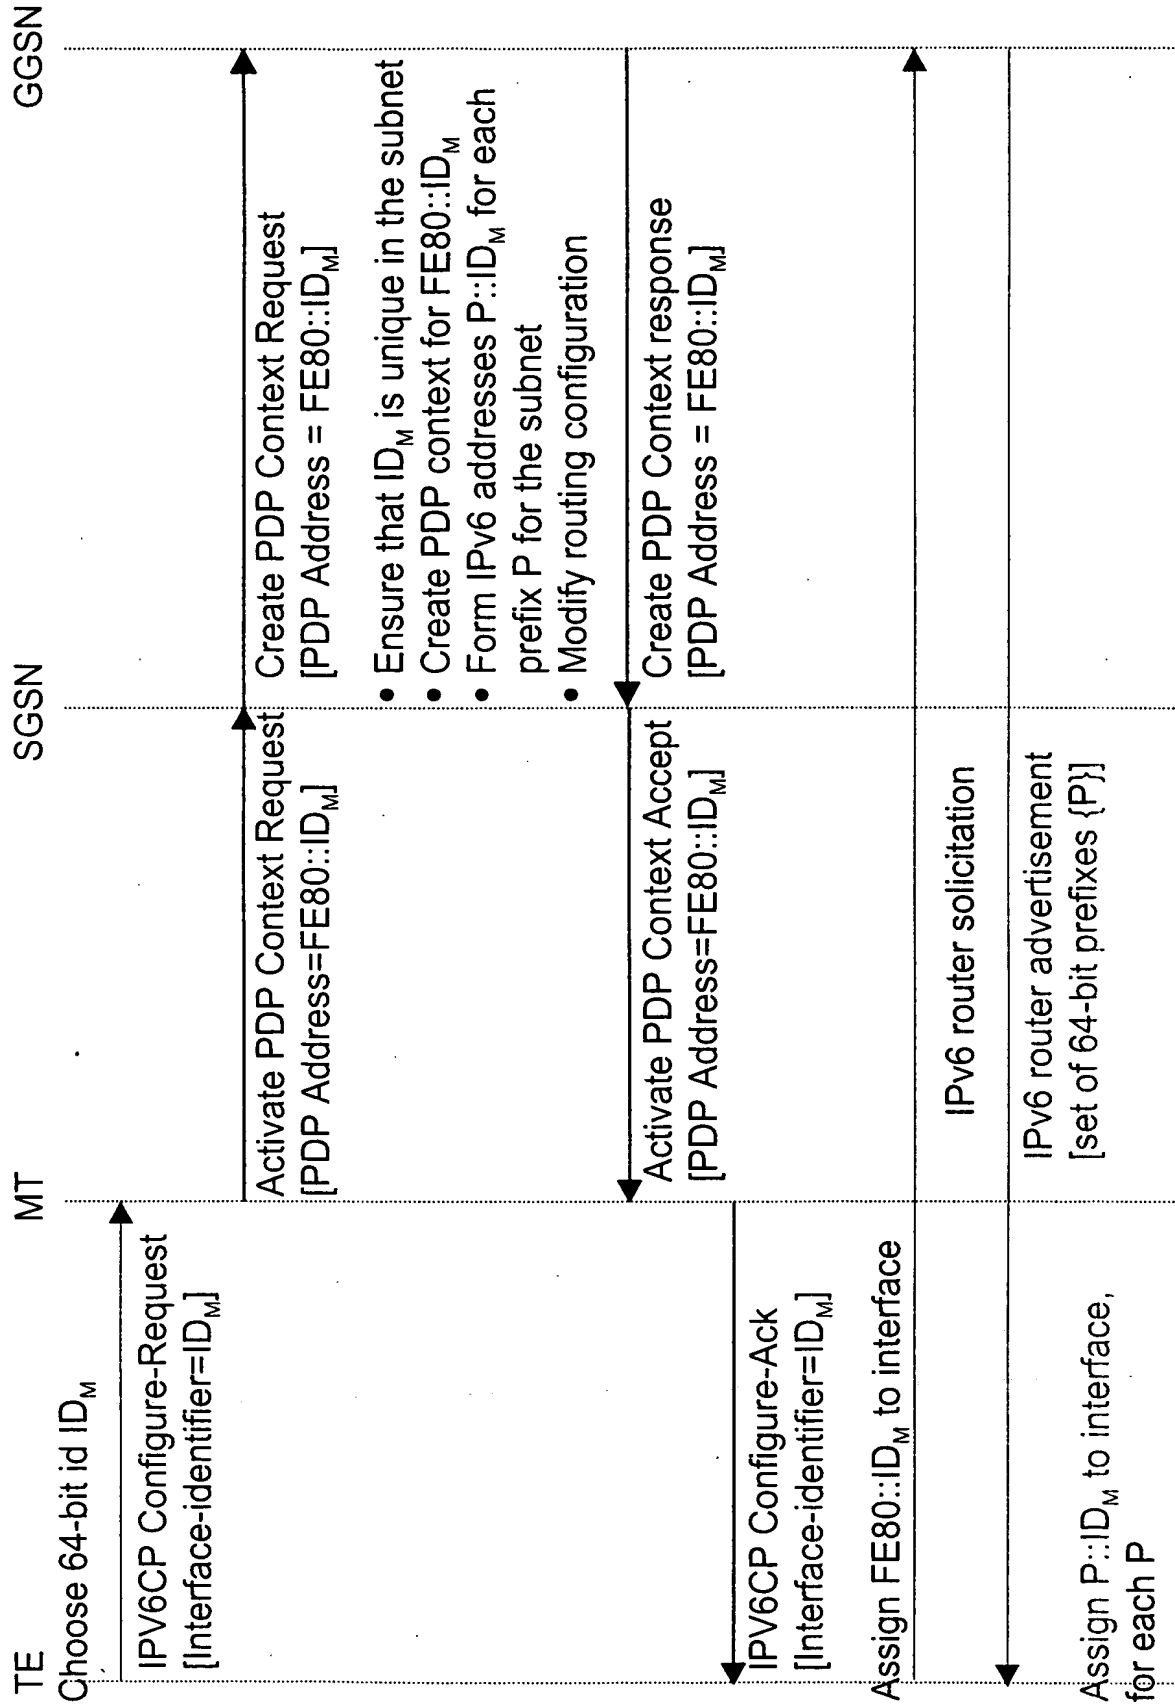 TE
MT
SGSN
GGSN
Choose 64-bit id ID_M
IPV6CP Configure-Request
[Interface-identifier=ID_M]
Activate PDP Context Request
[PDP Address=FE80::ID_M]
Create PDP Context Request
[PDP Address = FE80::ID_M]
• Ensure that ID_M is unique in the subnet
• Create PDP context for FE80::ID_M
• Form IPv6 addresses P::ID_M for each
prefix P for the subnet
• Modify routing configuration
Create PDP Context response
[PDP Address = FE80::ID_M]
Activate PDP Context Accept
[PDP Address=FE80::ID_M]
IPV6CP Configure-Ack
[Interface-identifier=ID_M]
Assign FE80::ID_M to interface
IPv6 router solicitation
IPv6 router advertisement
[set of 64-bit prefixes {P}]
Assign P::ID_M to interface,
for each P